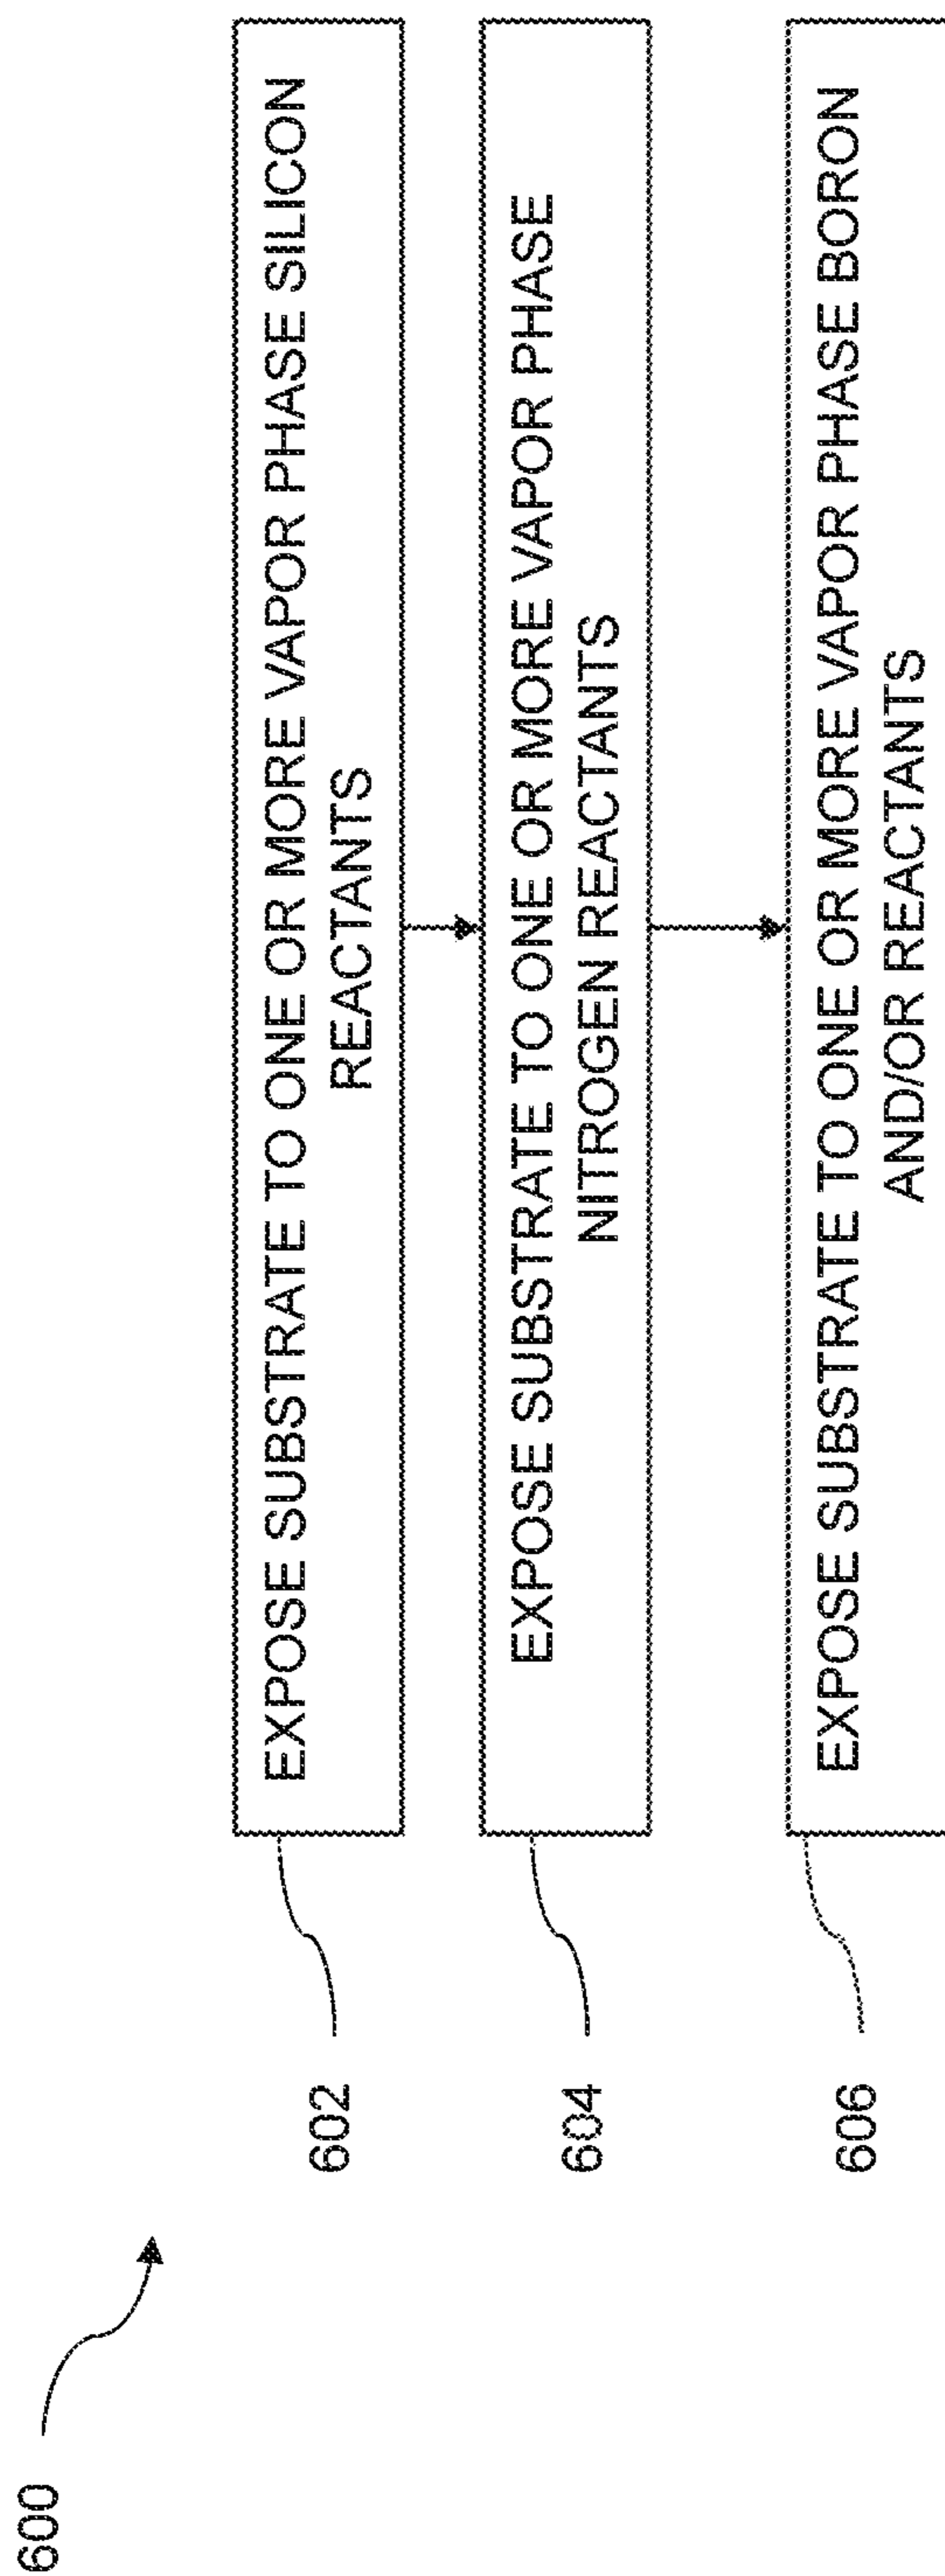 600
602
EXPOSE SUBSTRATE TO ONE OR MORE VAPOR PHASE SILICON
REACTANTS
604
EXPOSE SUBSTRATE TO ONE OR MORE VAPOR PHASE
NITROGEN REACTANTS
606
EXPOSE SUBSTRATE TO ONE OR MORE VAPOR PHASE BORON
AND/OR REACTANTS